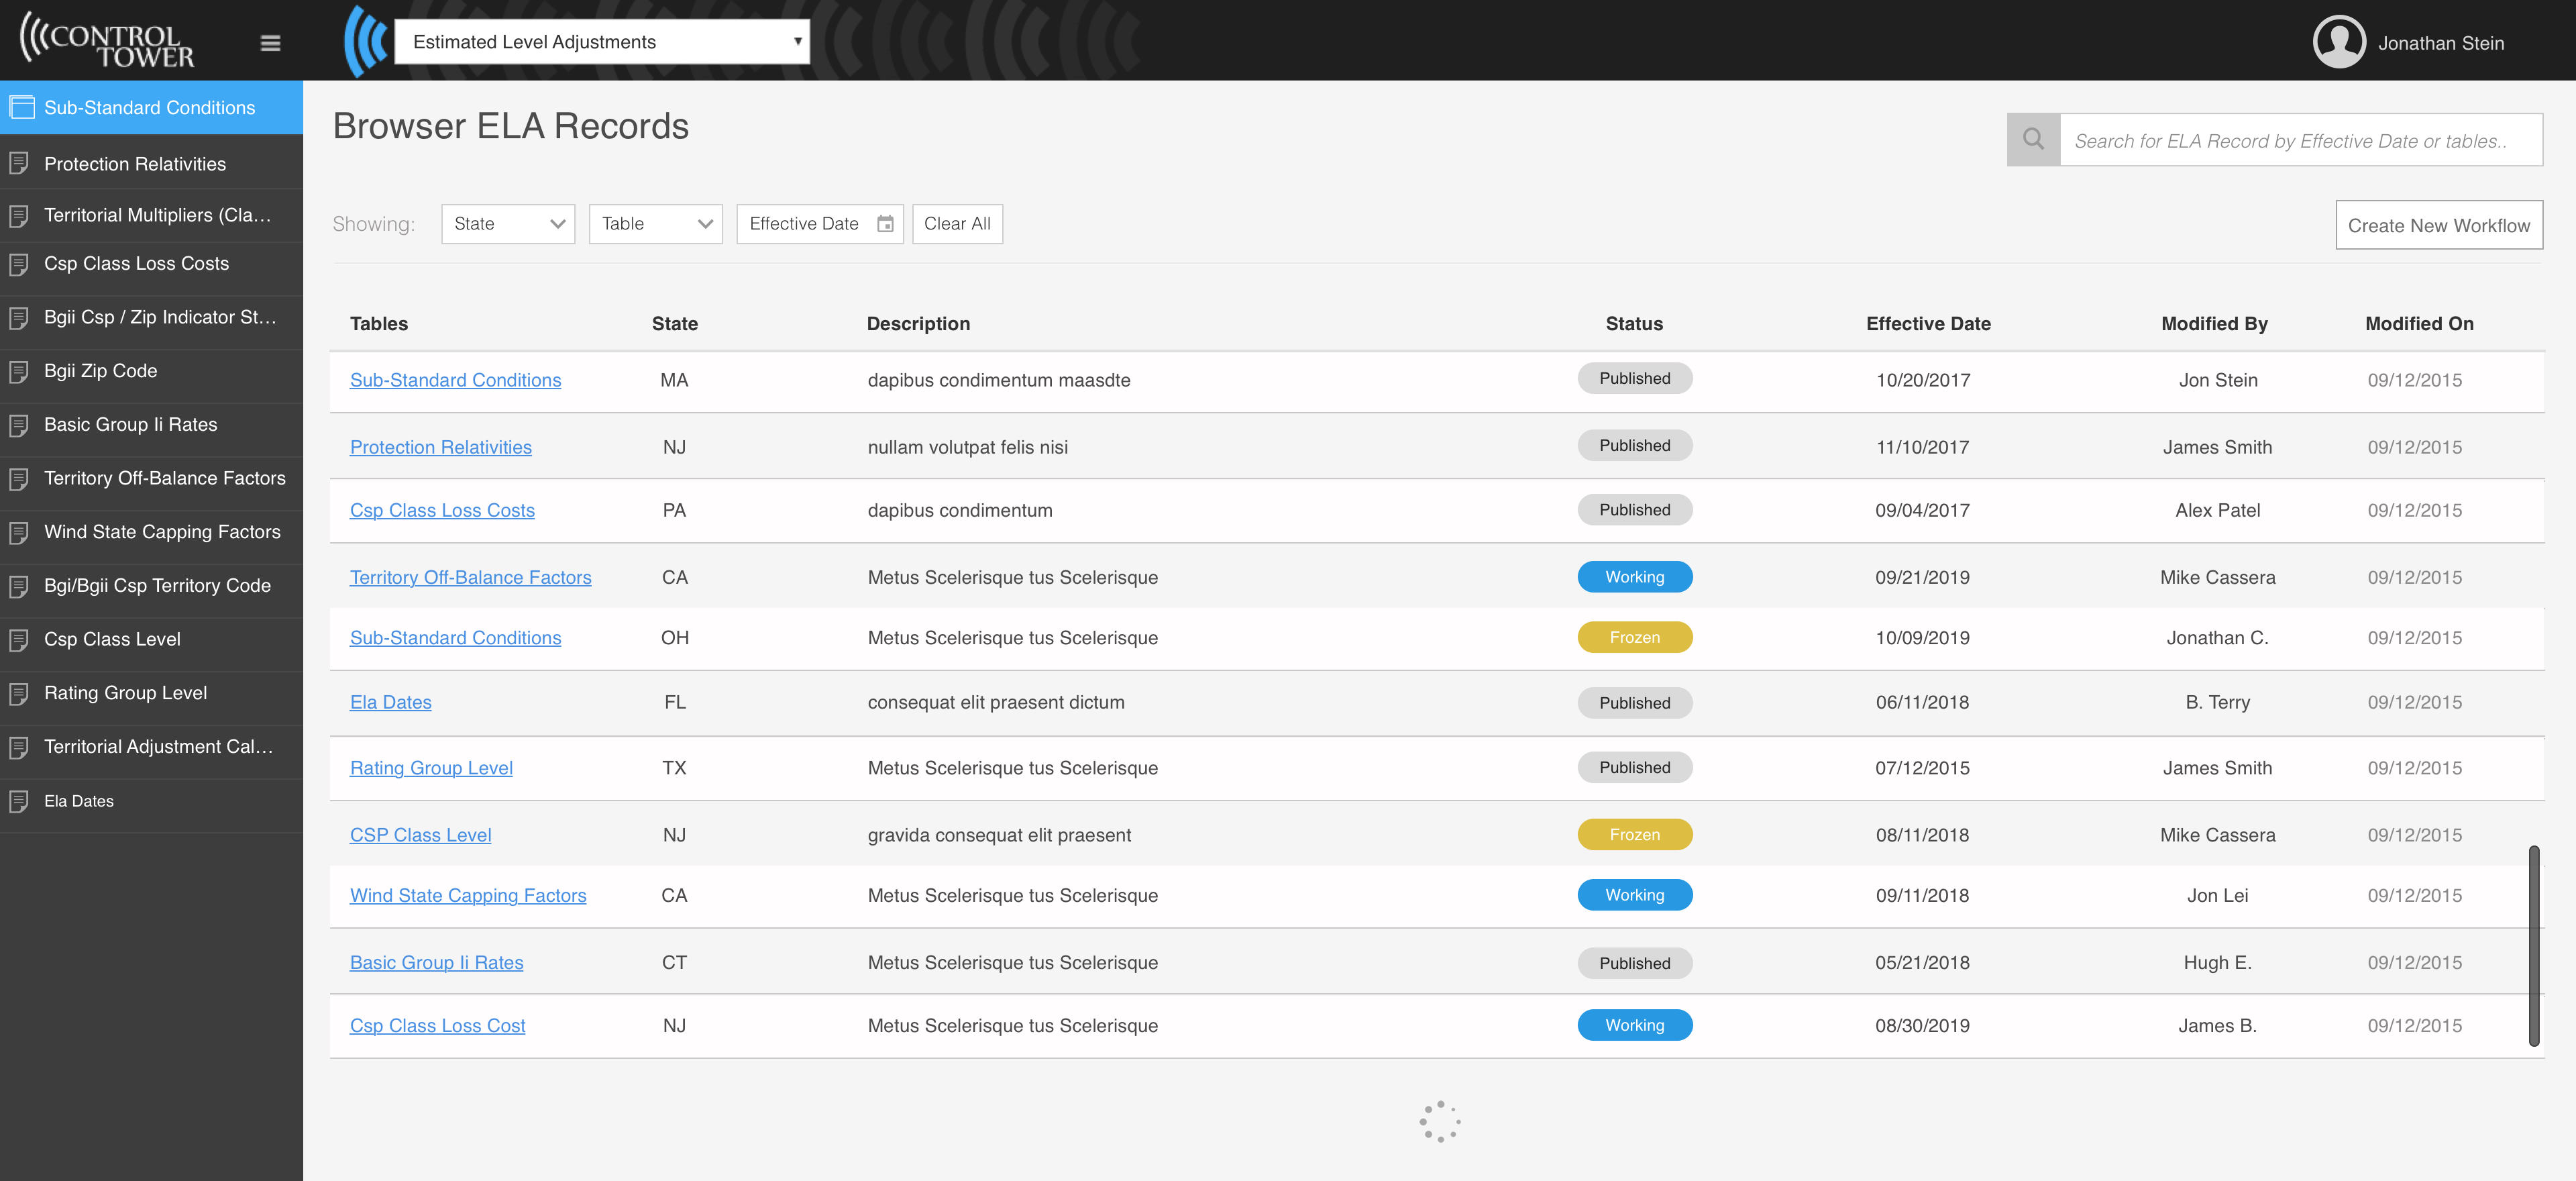 CONTROL TOWER
Estimated Level Adjustments
Jonathan Stein
Sub-Standard Conditions
Protection Relativities
Territorial Multipliers (Cla...
Csp Class Loss Costs
Bgii Csp / Zip Indicator St...
Bgii Zip Code
Basic Group Ii Rates
Territory Off-Balance Factors
Wind State Capping Factors
Bgi/Bgii Csp Territory Code
Csp Class Level
Rating Group Level
Territorial Adjustment Cal...
Ela Dates
Browser ELA Records
Search for ELA Record by Effective Date or tables..
Showing: State Table Effective Date Clear All
Create New Workflow
Tables State Description Status Effective Date Modified By Modified On
Sub-Standard Conditions MA dapibus condimentum maasdte Published 10/20/2017 Jon Stein 09/12/2015
Protection Relativities NJ nullam volutpat felis nisi Published 11/10/2017 James Smith 09/12/2015
Csp Class Loss Costs PA dapibus condimentum Published 09/04/2017 Alex Patel 09/12/2015
Territory Off-Balance Factors CA Metus Scelerisque tus Scelerisque Working 09/21/2019 Mike Cassera 09/12/2015
Sub-Standard Conditions OH Metus Scelerisque tus Scelerisque Frozen 10/09/2019 Jonathan C. 09/12/2015
Ela Dates FL consequat elit praesent dictum Published 06/11/2018 B. Terry 09/12/2015
Rating Group Level TX Metus Scelerisque tus Scelerisque Published 07/12/2015 James Smith 09/12/2015
CSP Class Level NJ gravida consequat elit praesent Frozen 08/11/2018 Mike Cassera 09/12/2015
Wind State Capping Factors CA Metus Scelerisque tus Scelerisque Working 09/11/2018 Jon Lei 09/12/2015
Basic Group Ii Rates CT Metus Scelerisque tus Scelerisque Published 05/21/2018 Hugh E. 09/12/2015
Csp Class Loss Cost NJ Metus Scelerisque tus Scelerisque Working 08/30/2019 James B. 09/12/2015